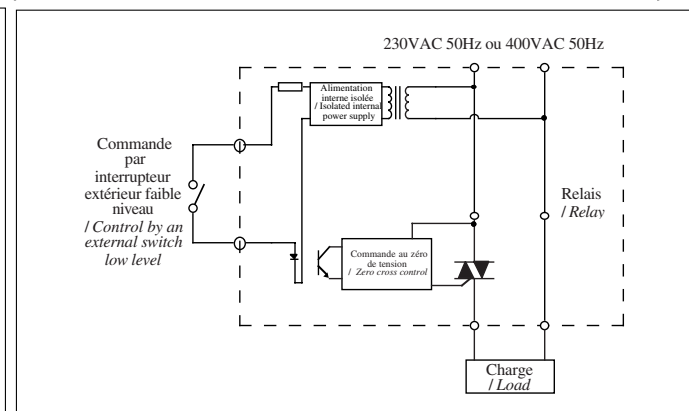 230VAC 50Hz ou 400VAC 50Hz
Alimentation
interne isolée
/ Isolated internal
power supply
Commande
par
interrupteur
extérieur faible
niveau
/ Control by an
external switch
low level
Relais
/ Relay
Commande au zéro
de tension
/ Zero cross control
Charge
/ Load